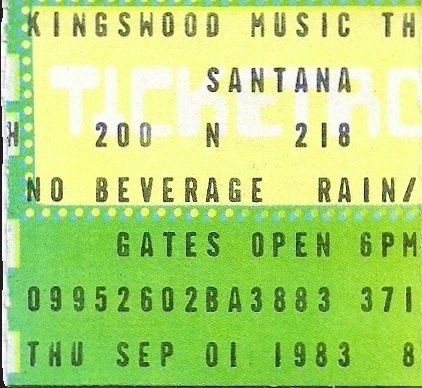 KINGSWOOD MUSIC TH
SANTANA
H 200 N 218
NO BEVERAGE RAIN/
GATES OPEN 6PM
09952602BA3883 371
THU SEP 01 1983 8
TICKETRO